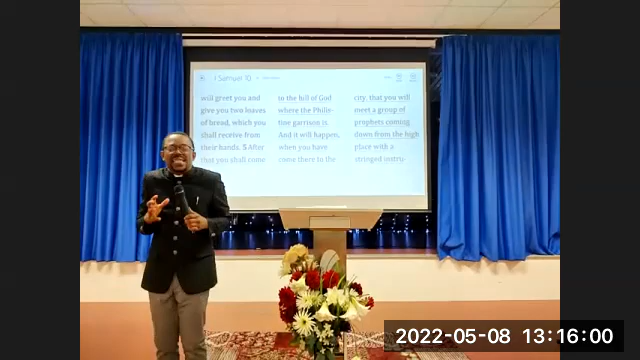 1 Samuel 10
will greet you and
give you two loaves
of bread, which you
shall receive from
their hands. 5 After
that you shall come
to the hill of God
where the Philis-
tine garrison is.
And it will happen,
when you have
come there to the
city, that you will
meet a group of
prophets coming
down from the high
place with a
stringed instru-
2022-05-08 13:16:00